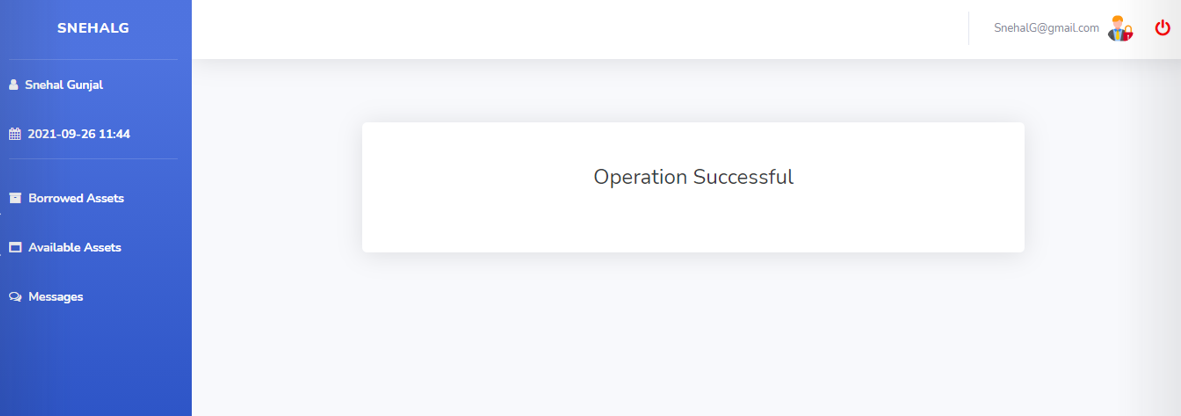 SNEHALG
SnehalG@gmail.com
Snehal Gunjal
2021-09-26 11:44
Borrowed Assets
Available Assets
Messages
Operation Successful